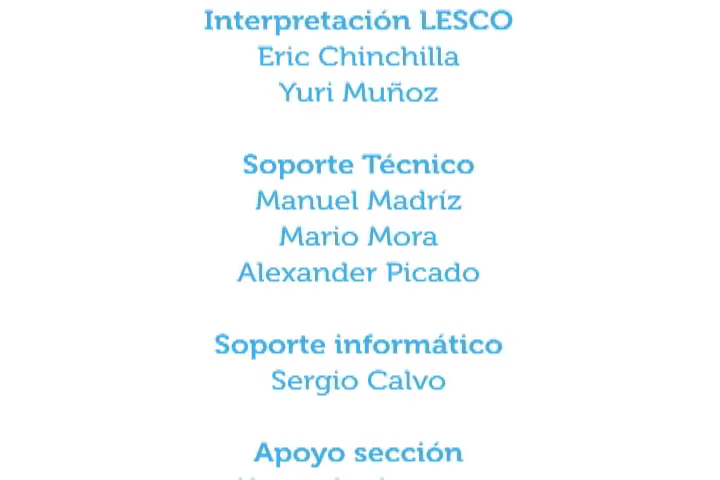 Interpretación LESCO
Eric Chinchilla
Yuri Muñoz
Soporte Técnico
Manuel Madríz
Mario Mora
Alexander Picado
Soporte informático
Sergio Calvo
Apoyo sección